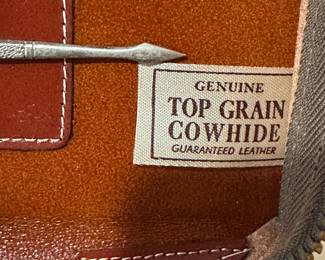 GENUINE
TOP GRAIN
COWHIDE
GUARANTEED LEATHER